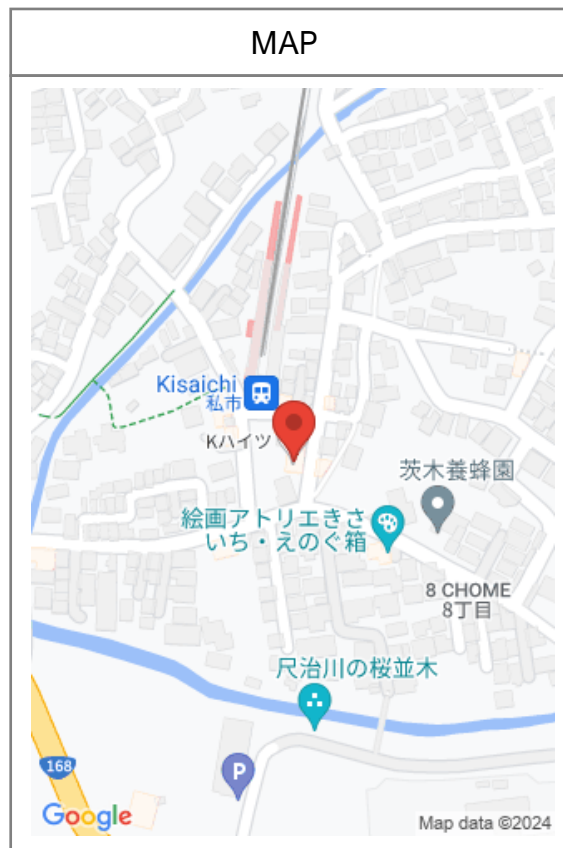 MAP
Kisaichi
私市
Kハイツ
茨木養蜂園
絵画アトリエきさ
いち・えのぐ箱
8 CHOME
8丁目
尺治川の桜並木
P
168
Google
Map data ©2024